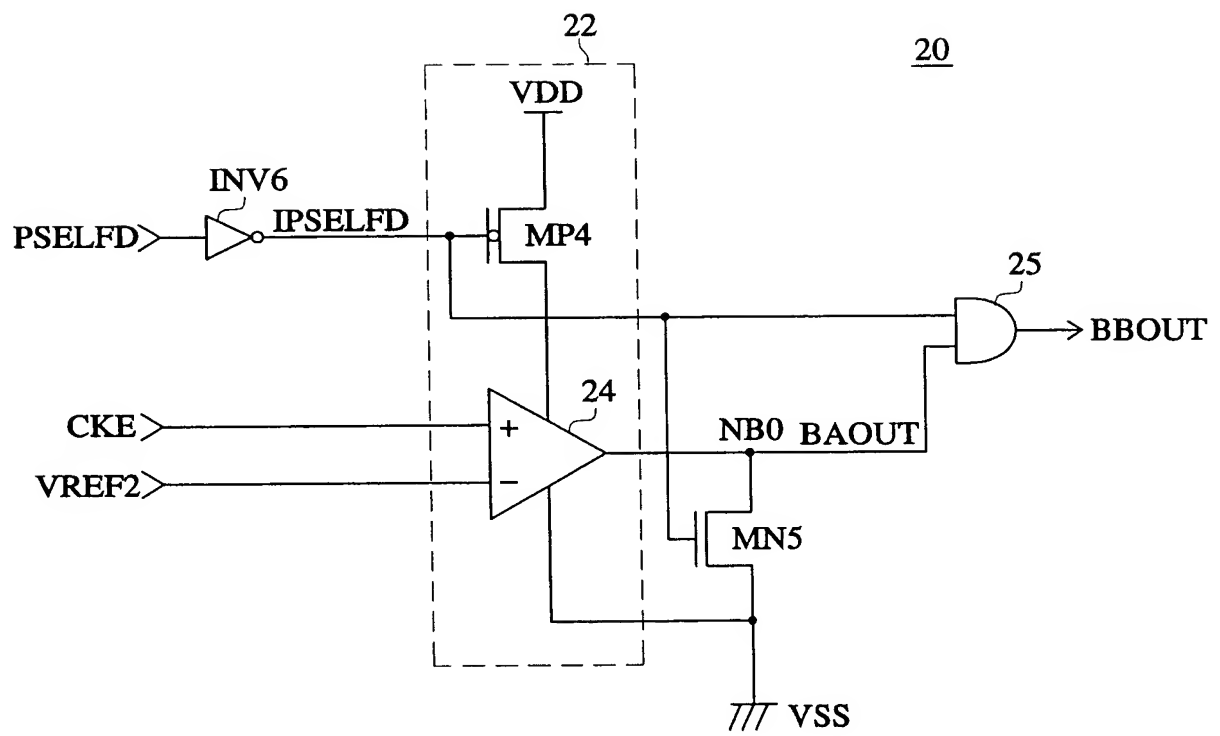 22
20
VDD
INV6
PSELFD
IPSELFD
MP4
25
BBOUT
24
CKE
+
NB0
BAOUT
VREF2
−
MN5
VSS